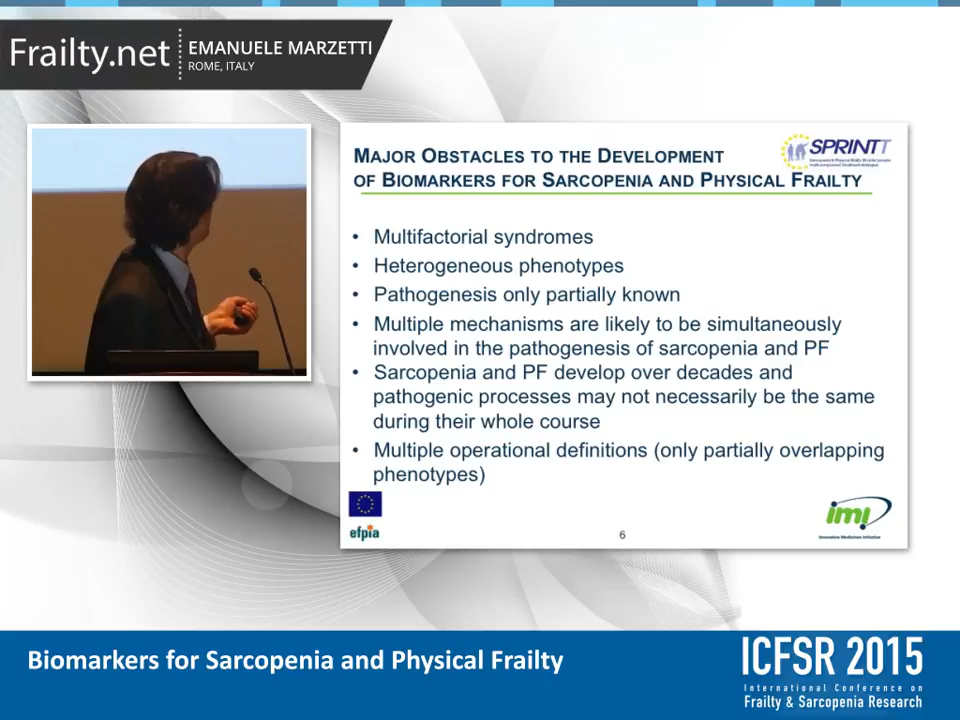 Frailty.net
EMANUELE MARZETTI
ROME, ITALY
MAJOR OBSTACLES TO THE DEVELOPMENT
OF BIOMARKERS FOR SARCOPENIA AND PHYSICAL FRAILTY
SPRINTT
• Multifactorial syndromes
• Heterogeneous phenotypes
• Pathogenesis only partially known
• Multiple mechanisms are likely to be simultaneously
involved in the pathogenesis of sarcopenia and PF
• Sarcopenia and PF develop over decades and
pathogenic processes may not necessarily be the same
during their whole course
• Multiple operational definitions (only partially overlapping
phenotypes)
efpia
6
imi
Innovative Medicines Initiative
Biomarkers for Sarcopenia and Physical Frailty
ICFSR 2015
International Conference on
Frailty & Sarcopenia Research